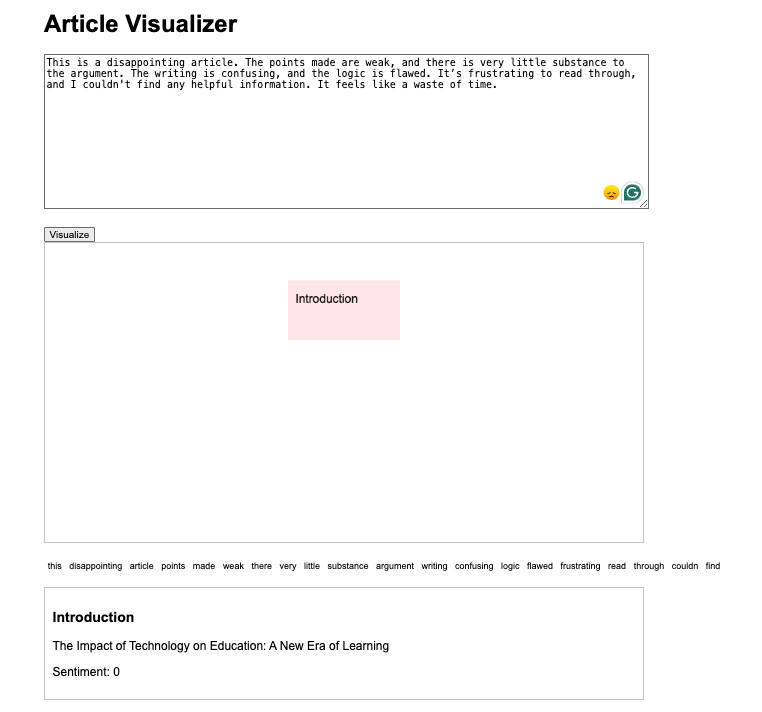 Article Visualizer
This is a disappointing article. The points made are weak, and there is very little substance to
the argument. The writing is confusing, and the logic is flawed. It’s frustrating to read through,
and I couldn't find any helpful information. It feels like a waste of time.
Visualize
Introduction
this disappointing article points made weak there very little substance argument writing confusing logic flawed frustrating read through couldn find
Introduction
The Impact of Technology on Education: A New Era of Learning
Sentiment: 0